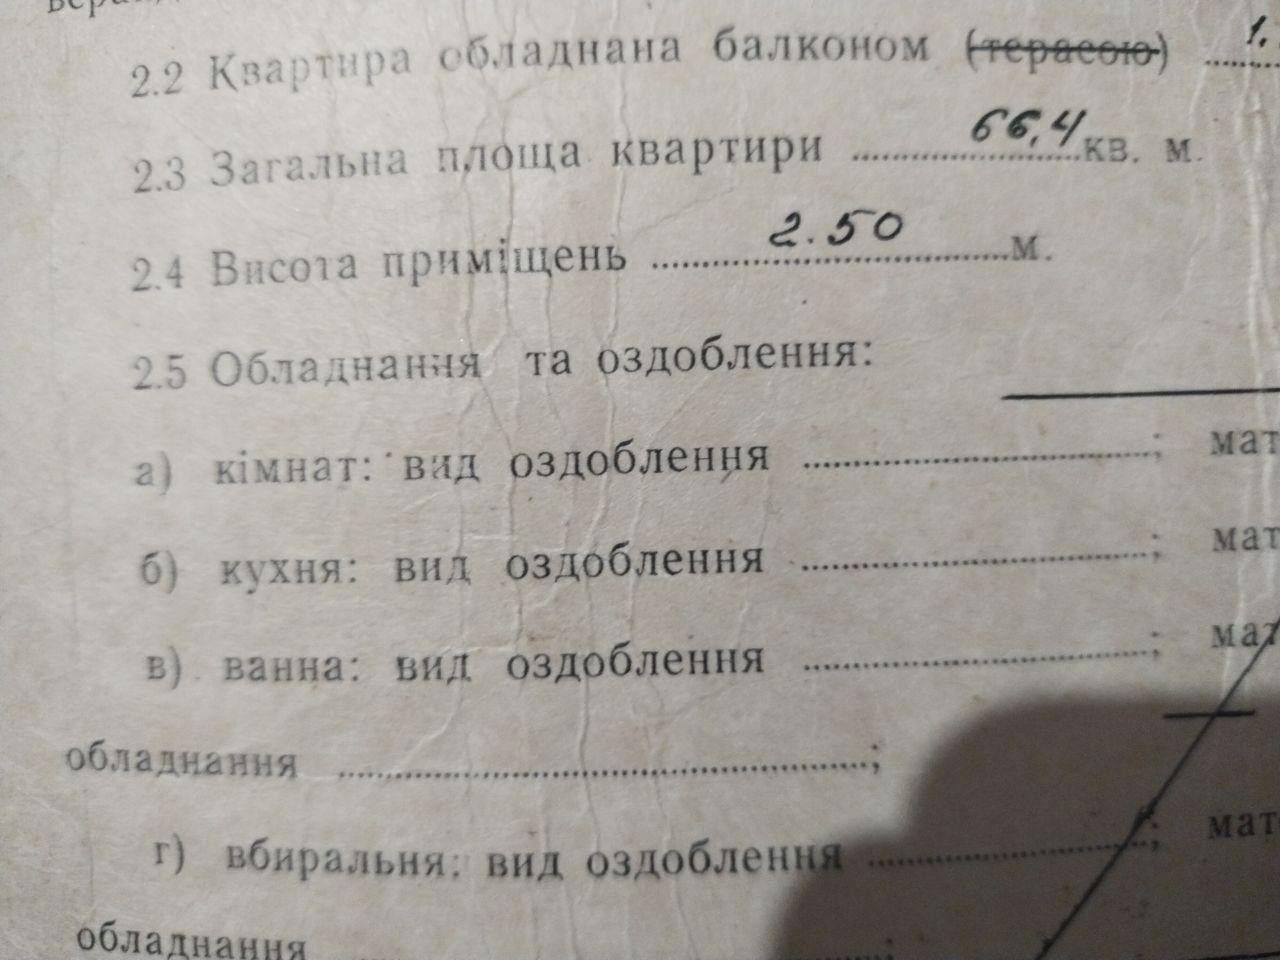 2.2 Квартира обладнана балконом (терасою) ..... 1.
2.3 Загальна площа квартири ..... 66,4 кв. м.
2.4 Висота приміщень ..... 2.50 ..... м.
2.5 Обладнання та оздоблення:
а) кімнат: вид оздоблення .....; мат
б) кухня: вид оздоблення .....; мат
в) ванна: вид оздоблення .....; мат
обладнання .....;
г) вбиральня: вид оздоблення .....; мат
обладнання .....;